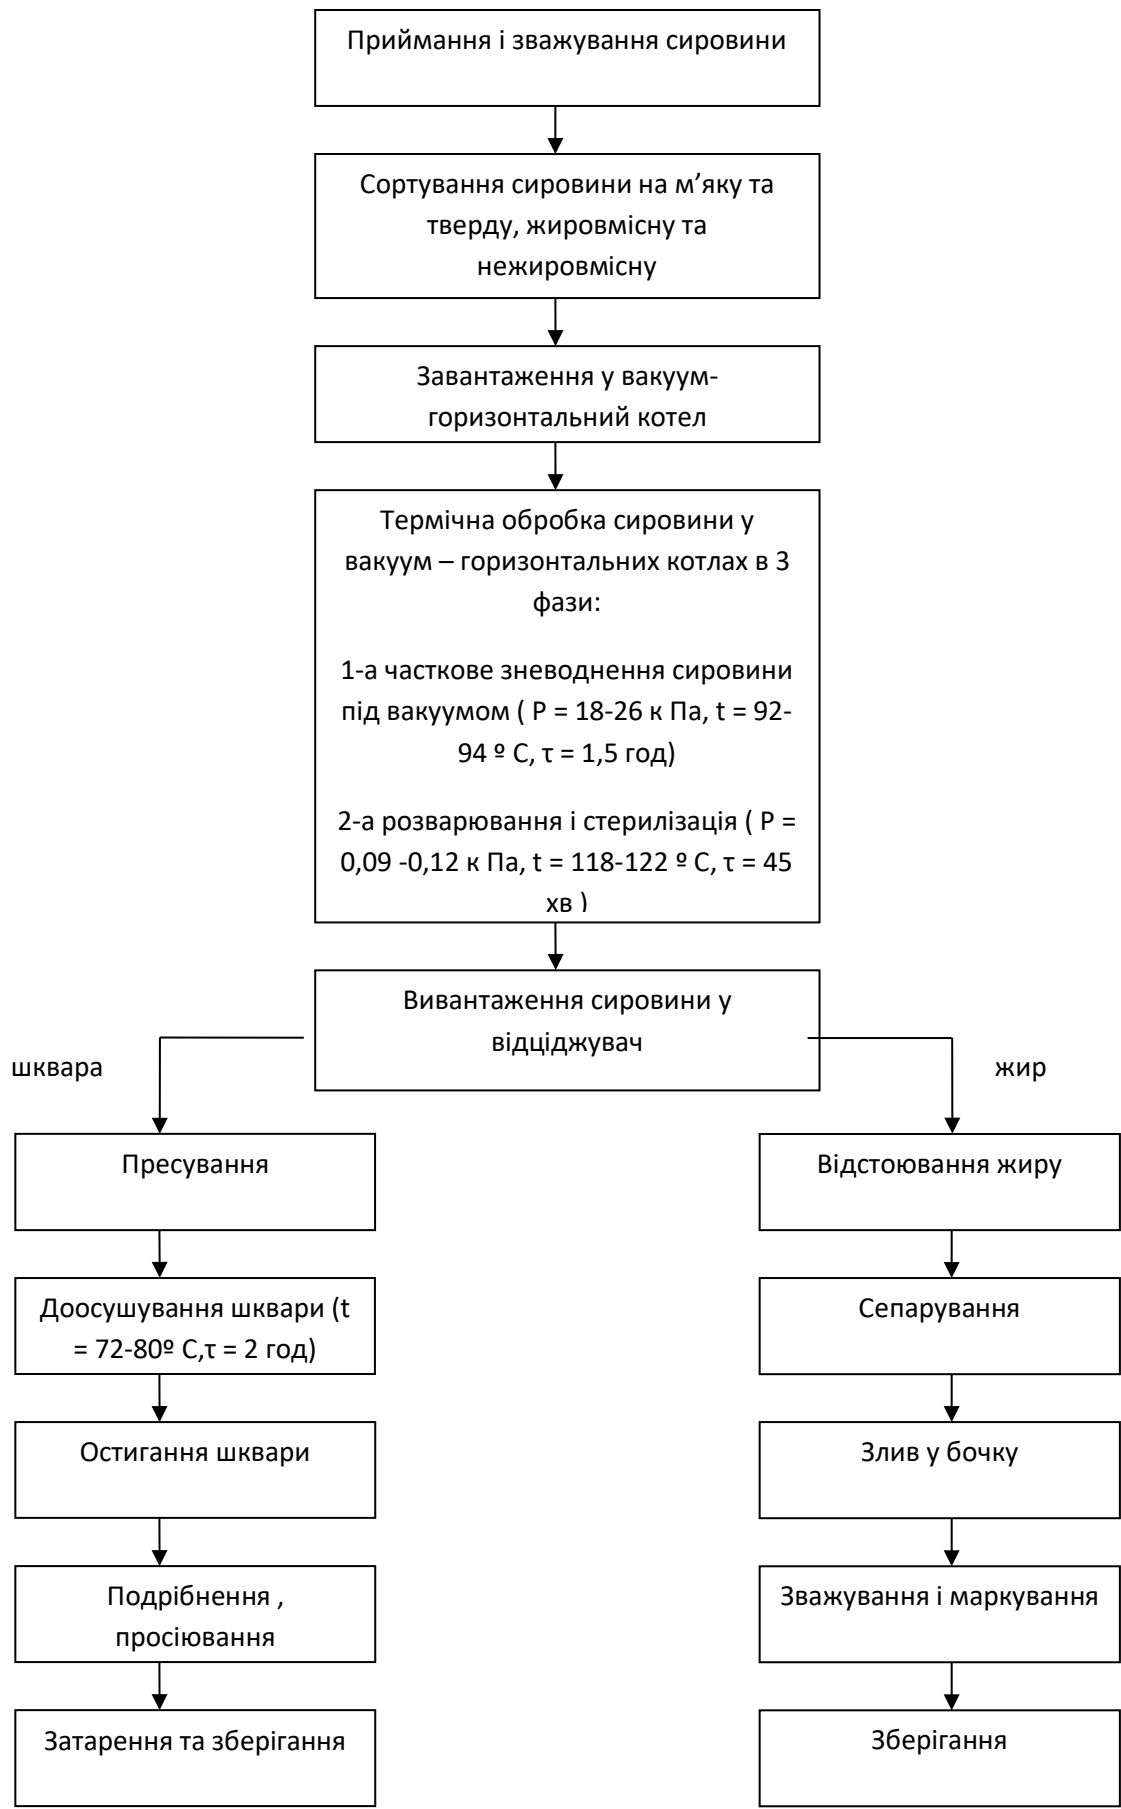 Приймання і зважування сировини
Сортування сировини на м’яку та
тверду, жировмісну та
нежировмісну
Завантаження у вакуум-
горизонтальний котел
Термічна обробка сировини у
вакуум – горизонтальних котлах в 3
фази:
1-а часткове зневоднення сировини
під вакуумом ( Р = 18-26 к Па, t = 92-
94 º С, τ = 1,5 год)
2-а розварювання і стерилізація ( Р =
0,09 -0,12 к Па, t = 118-122 º С, τ = 45
хв )
Вивантаження сировини у
відціджувач
шквара
жир
Пресування
Доосушування шквари (t
= 72-80º С,τ = 2 год)
Остигання шквари
Подрібнення ,
просіювання
Затарення та зберігання
Відстоювання жиру
Сепарування
Злив у бочку
Зважування і маркування
Зберігання